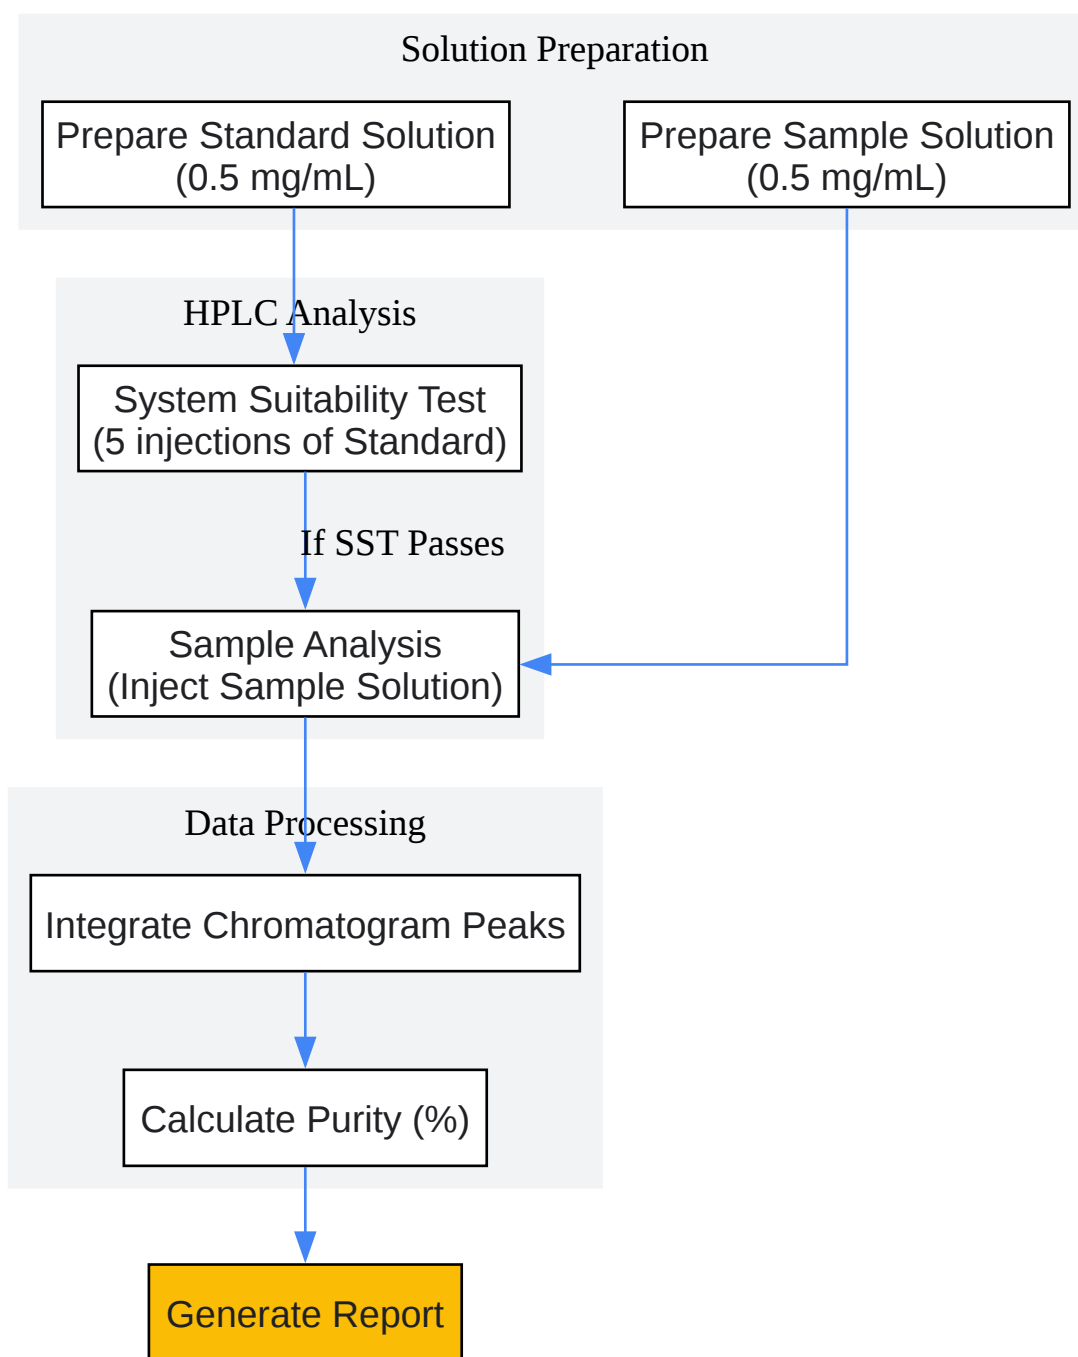 Solution Preparation
Prepare Standard Solution
(0.5 mg/mL)
Prepare Sample Solution
(0.5 mg/mL)
HPLC Analysis
System Suitability Test
(5 injections of Standard)
If SST Passes
Sample Analysis
(Inject Sample Solution)
Data Processing
Integrate Chromatogram Peaks
Calculate Purity (%)
Generate Report